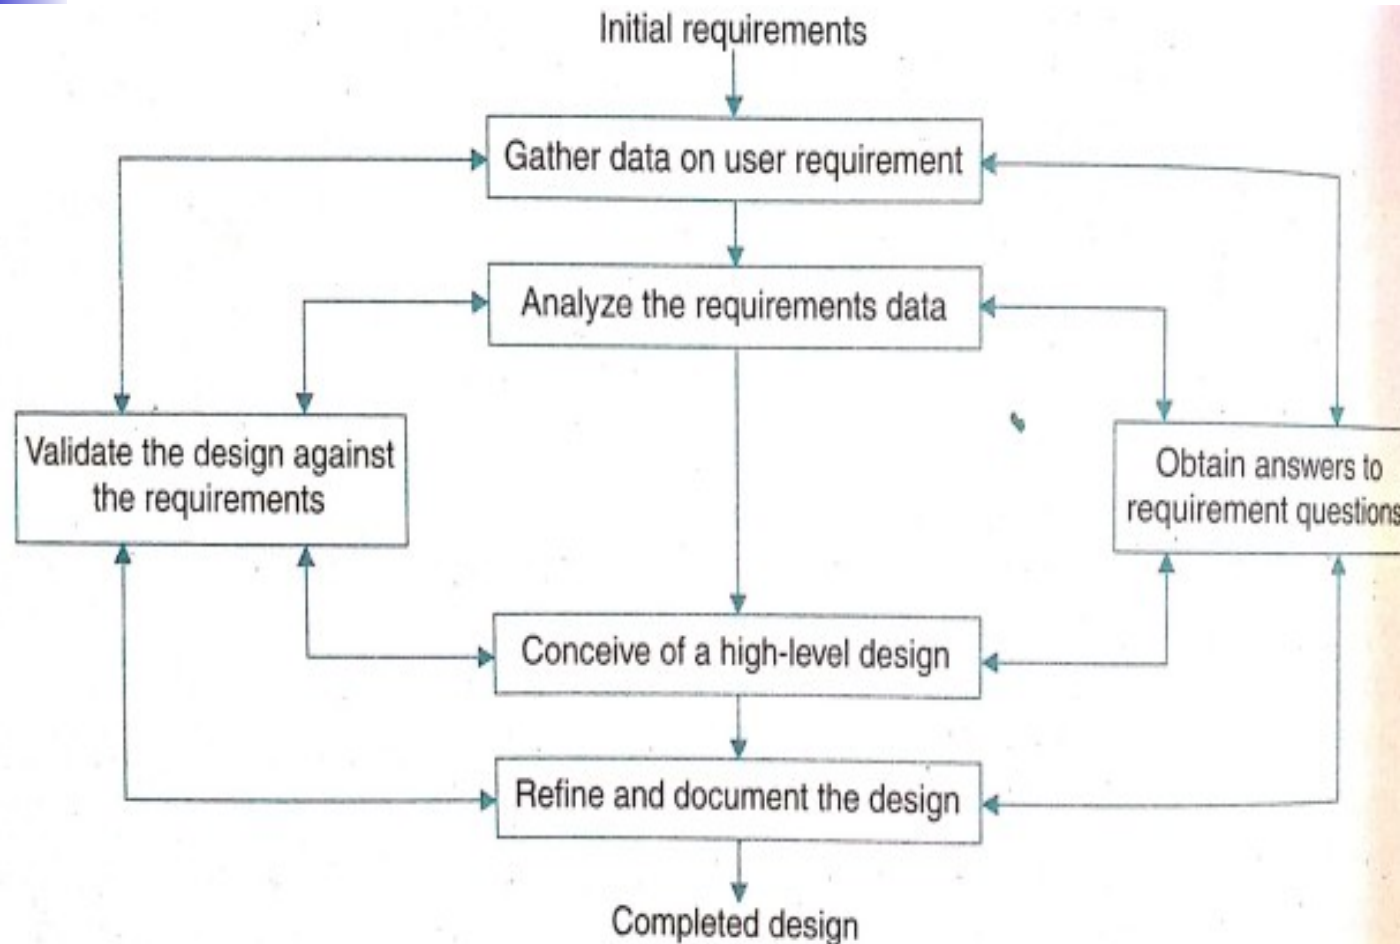 Initial requirements
Gather data on user requirement
Analyze the requirements data
Validate the design against
the requirements
Obtain answers to
requirement questions
Conceive of a high-level design
Refine and document the design
Completed design